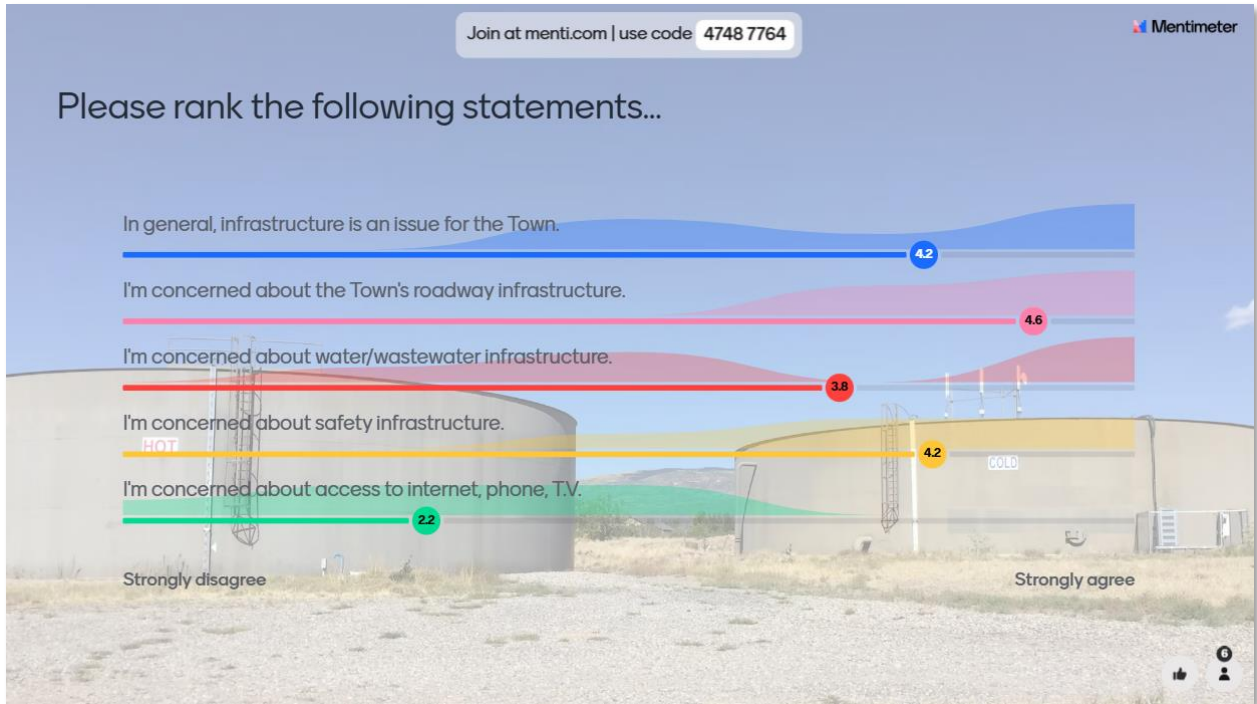 Join at menti.com | use code 4748 7764
Mentimeter
Please rank the following statements...
In general, infrastructure is an issue for the Town.
4.2
I'm concerned about the Town's roadway infrastructure.
4.6
I'm concerned about water/wastewater infrastructure.
3.8
I'm concerned about safety infrastructure.
HOT
4.2
COLD
I'm concerned about access to internet, phone, T.V.
2.2
Strongly disagree
Strongly agree
6